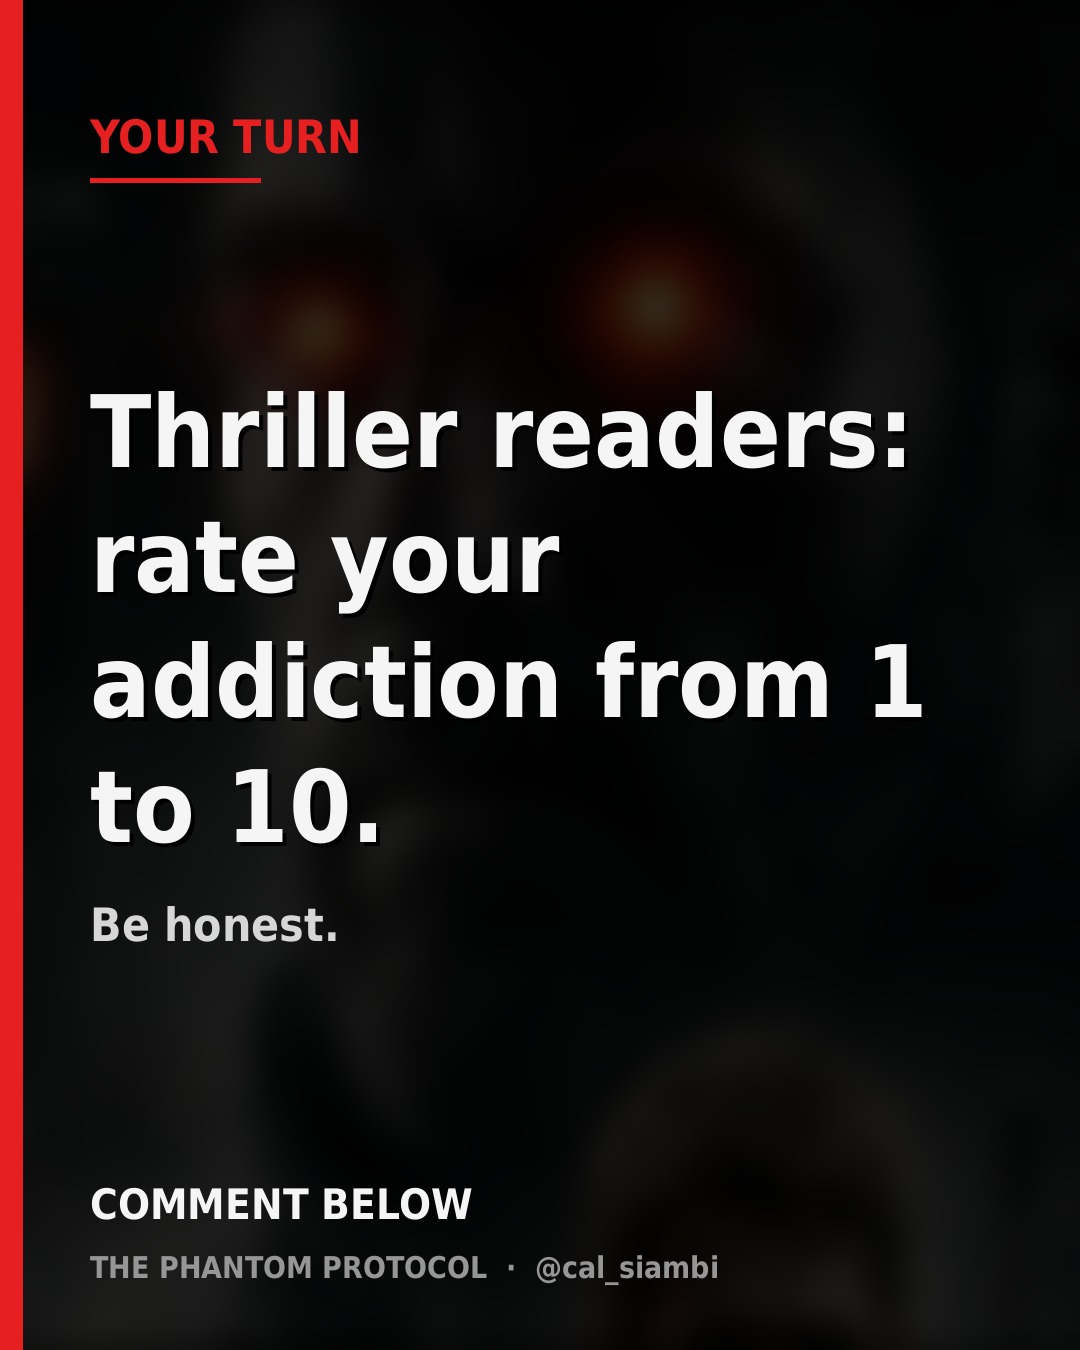 YOUR TURN
Thriller readers:
rate your
addiction from 1
to 10.
Be honest.
COMMENT BELOW
THE PHANTOM PROTOCOL · @cal_siambi